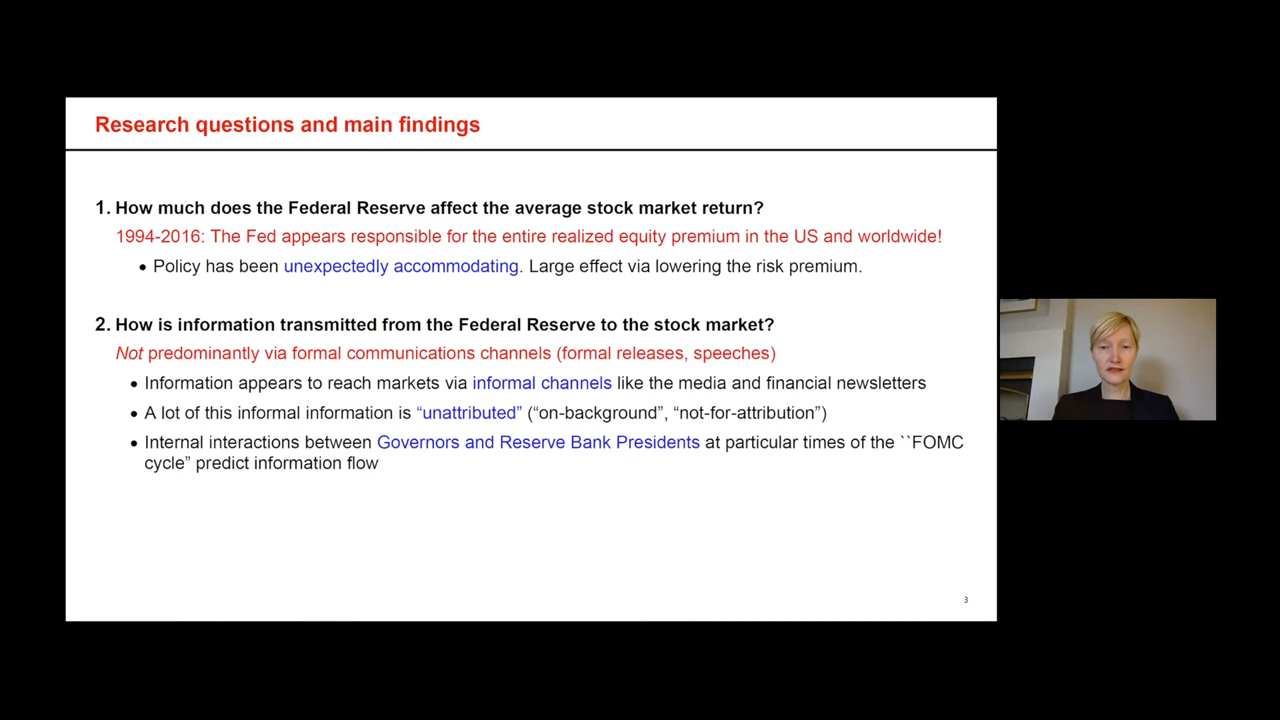 Research questions and main findings
1. How much does the Federal Reserve affect the average stock market return?
1994-2016: The Fed appears responsible for the entire realized equity premium in the US and worldwide!
• Policy has been unexpectedly accommodating. Large effect via lowering the risk premium.
2. How is information transmitted from the Federal Reserve to the stock market?
Not predominantly via formal communications channels (formal releases, speeches)
• Information appears to reach markets via informal channels like the media and financial newsletters
• A lot of this informal information is “unattributed” (“on-background”, “not-for-attribution”)
• Internal interactions between Governors and Reserve Bank Presidents at particular times of the ``FOMC
cycle” predict information flow
3